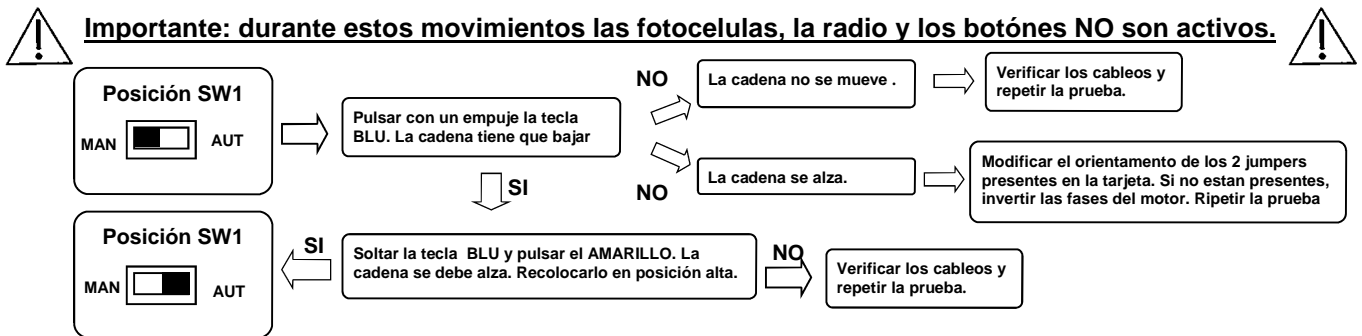 Importante: durante estos movimientos las fotocelulas, la radio y los botónes NO son activos.
Posición SW1
MAN
AUT
Pulsar con un empuje la tecla
BLU. La cadena tiene que bajar
NO
La cadena no se mueve .
Verificar los cableos y
repetir la prueba.
NO
La cadena se alza.
Modificar el orientamento de los 2 jumpers
presentes en la tarjeta. Si no estan presentes,
invertir las fases del motor. Ripetir la prueba
SI
Soltar la tecla BLU y pulsar el AMARILLO. La
cadena se debe alza. Recolocarlo en posición alta.
NO
Verificar los cableos y
repetir la prueba.
SI
Posición SW1
MAN
AUT